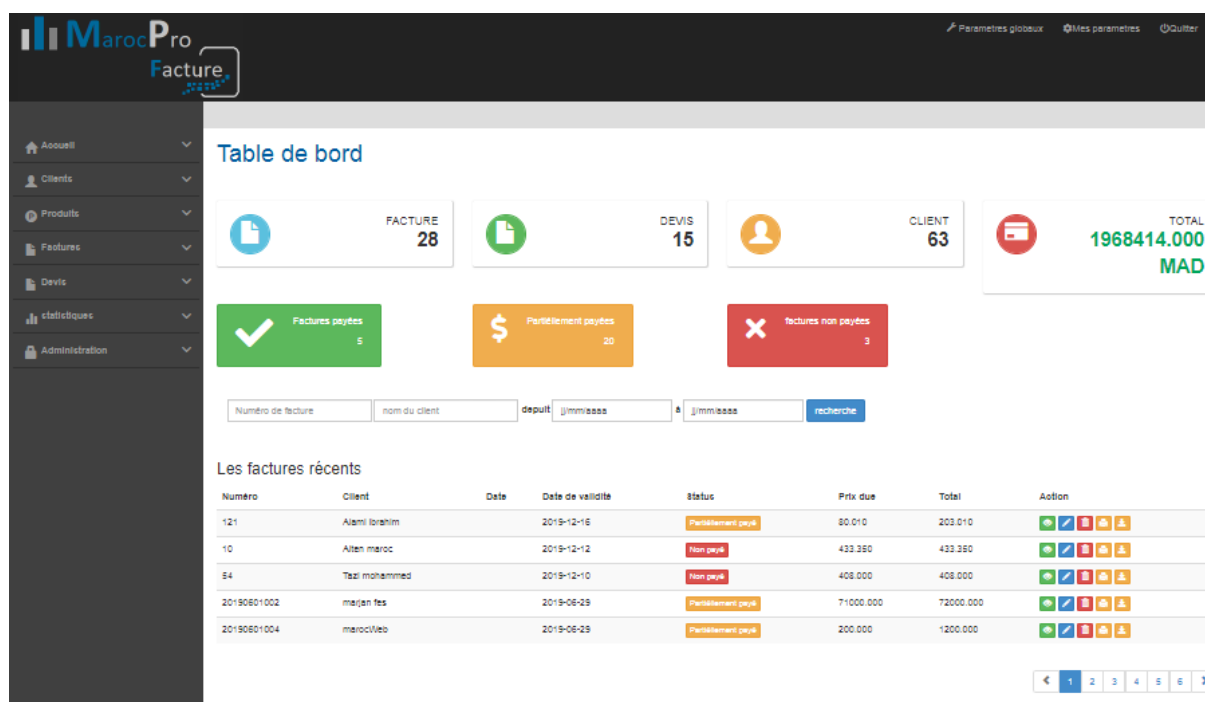 MarocPro
Facture
Parametres globaux Mes parametres Quitter
Accueil
Clients
Produits
Factures
Devis
statistiques
Administration
Table de bord
FACTURE
28
DEVIS
15
CLIENT
63
TOTAL
1968414.000
MAD
Factures payées
5
Partiéllement payées
20
factures non payées
3
Numéro de facture nom du client depuit jj/mm/aaaa à jj/mm/aaaa recherche
Les factures récents
Numéro Client Date Date de validité Status Prix due Total Action
121 Alami ibrahim 2019-12-16 Partiéllement payé 80.010 203.010
10 Alten maroc 2019-12-12 Non payé 433.350 433.350
54 Tazi mohammed 2019-12-10 Non payé 408.000 408.000
20190601002 marjan fes 2019-06-29 Partiéllement payé 71000.000 72000.000
20190601004 marocWeb 2019-06-29 Partiéllement payé 200.000 1200.000
1 2 3 4 5 6